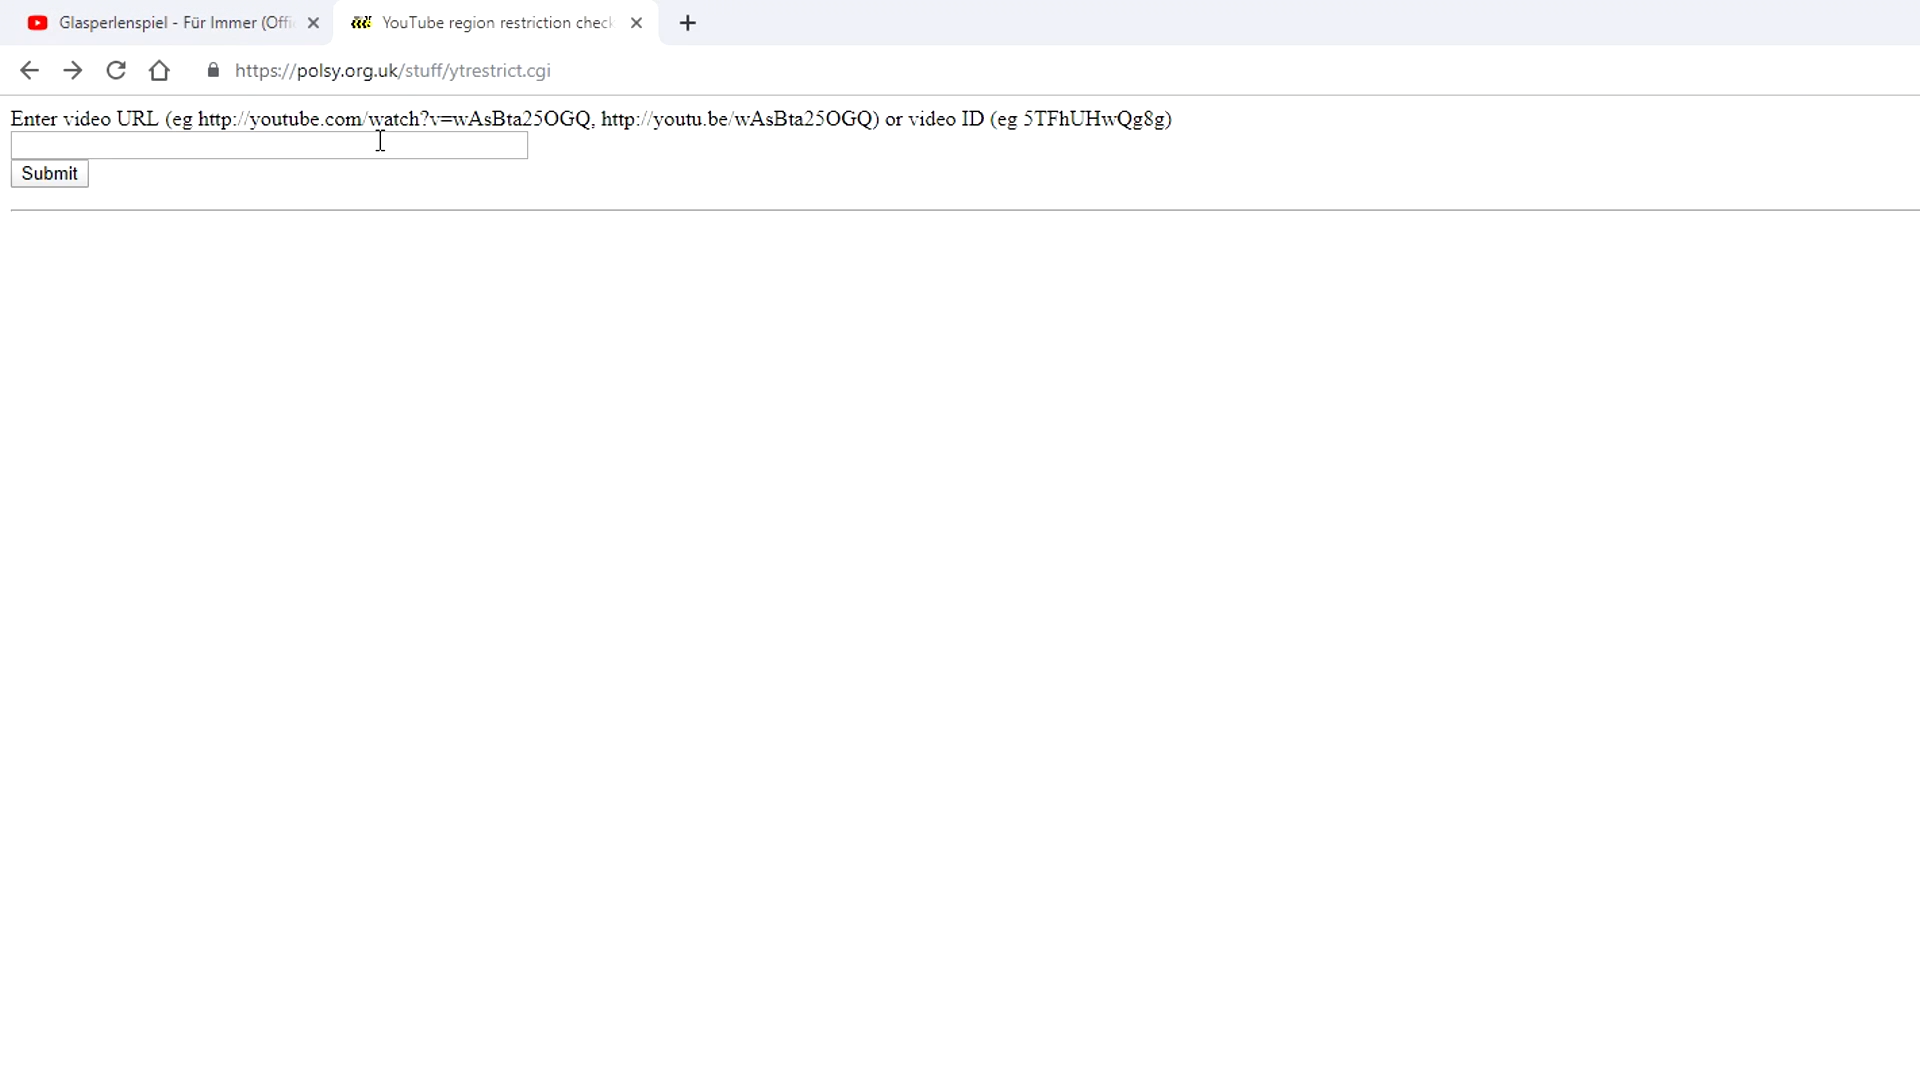 Glasperlenspiel - Für Immer (Offi
YouTube region restriction check
https://polsy.org.uk/stuff/ytrestrict.cgi
Enter video URL (eg http://youtube.com/watch?v=wAsBta25OGQ, http://youtu.be/wAsBta25OGQ) or video ID (eg 5TFhUHwQg8g)
Submit